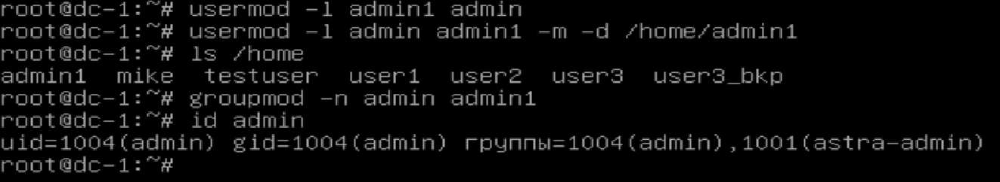 root@dc-1:~# usermod -l admin1 admin
root@dc-1:~# usermod -l admin admin1 -m -d /home/admin1
root@dc-1:~# ls /home
admin1  mike  testuser  user1  user2  user3  user3_bkp
root@dc-1:~# groupmod -n admin admin1
root@dc-1:~# id admin
uid=1004(admin) gid=1004(admin) группы=1004(admin),1001(astra-admin)
root@dc-1:~#